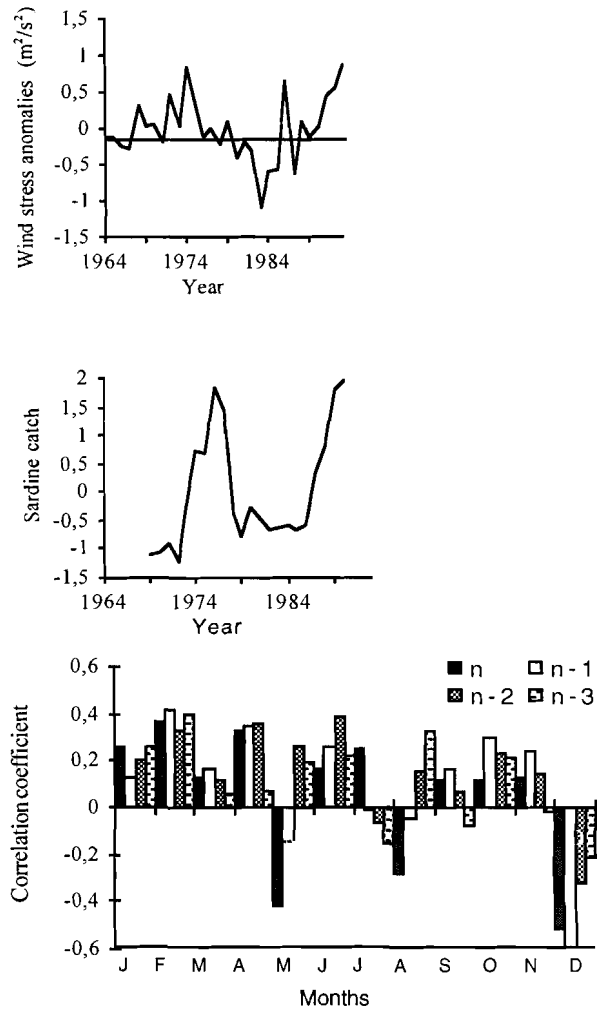 Wind stress anomalies (m²/s²)
1,5
1
0,5
0
-0,5
-1
-1,5
1964 1974 1984
Year
Sardine catch
2
1,5
1
0,5
0
-0,5
-1
-1,5
1964 1974 1984
Year
Correlation coefficient
0,6
0,4
0,2
0
-0,2
-0,4
-0,6
n n - 1
n - 2 n - 3
J F M A M J J A S O N D
Months